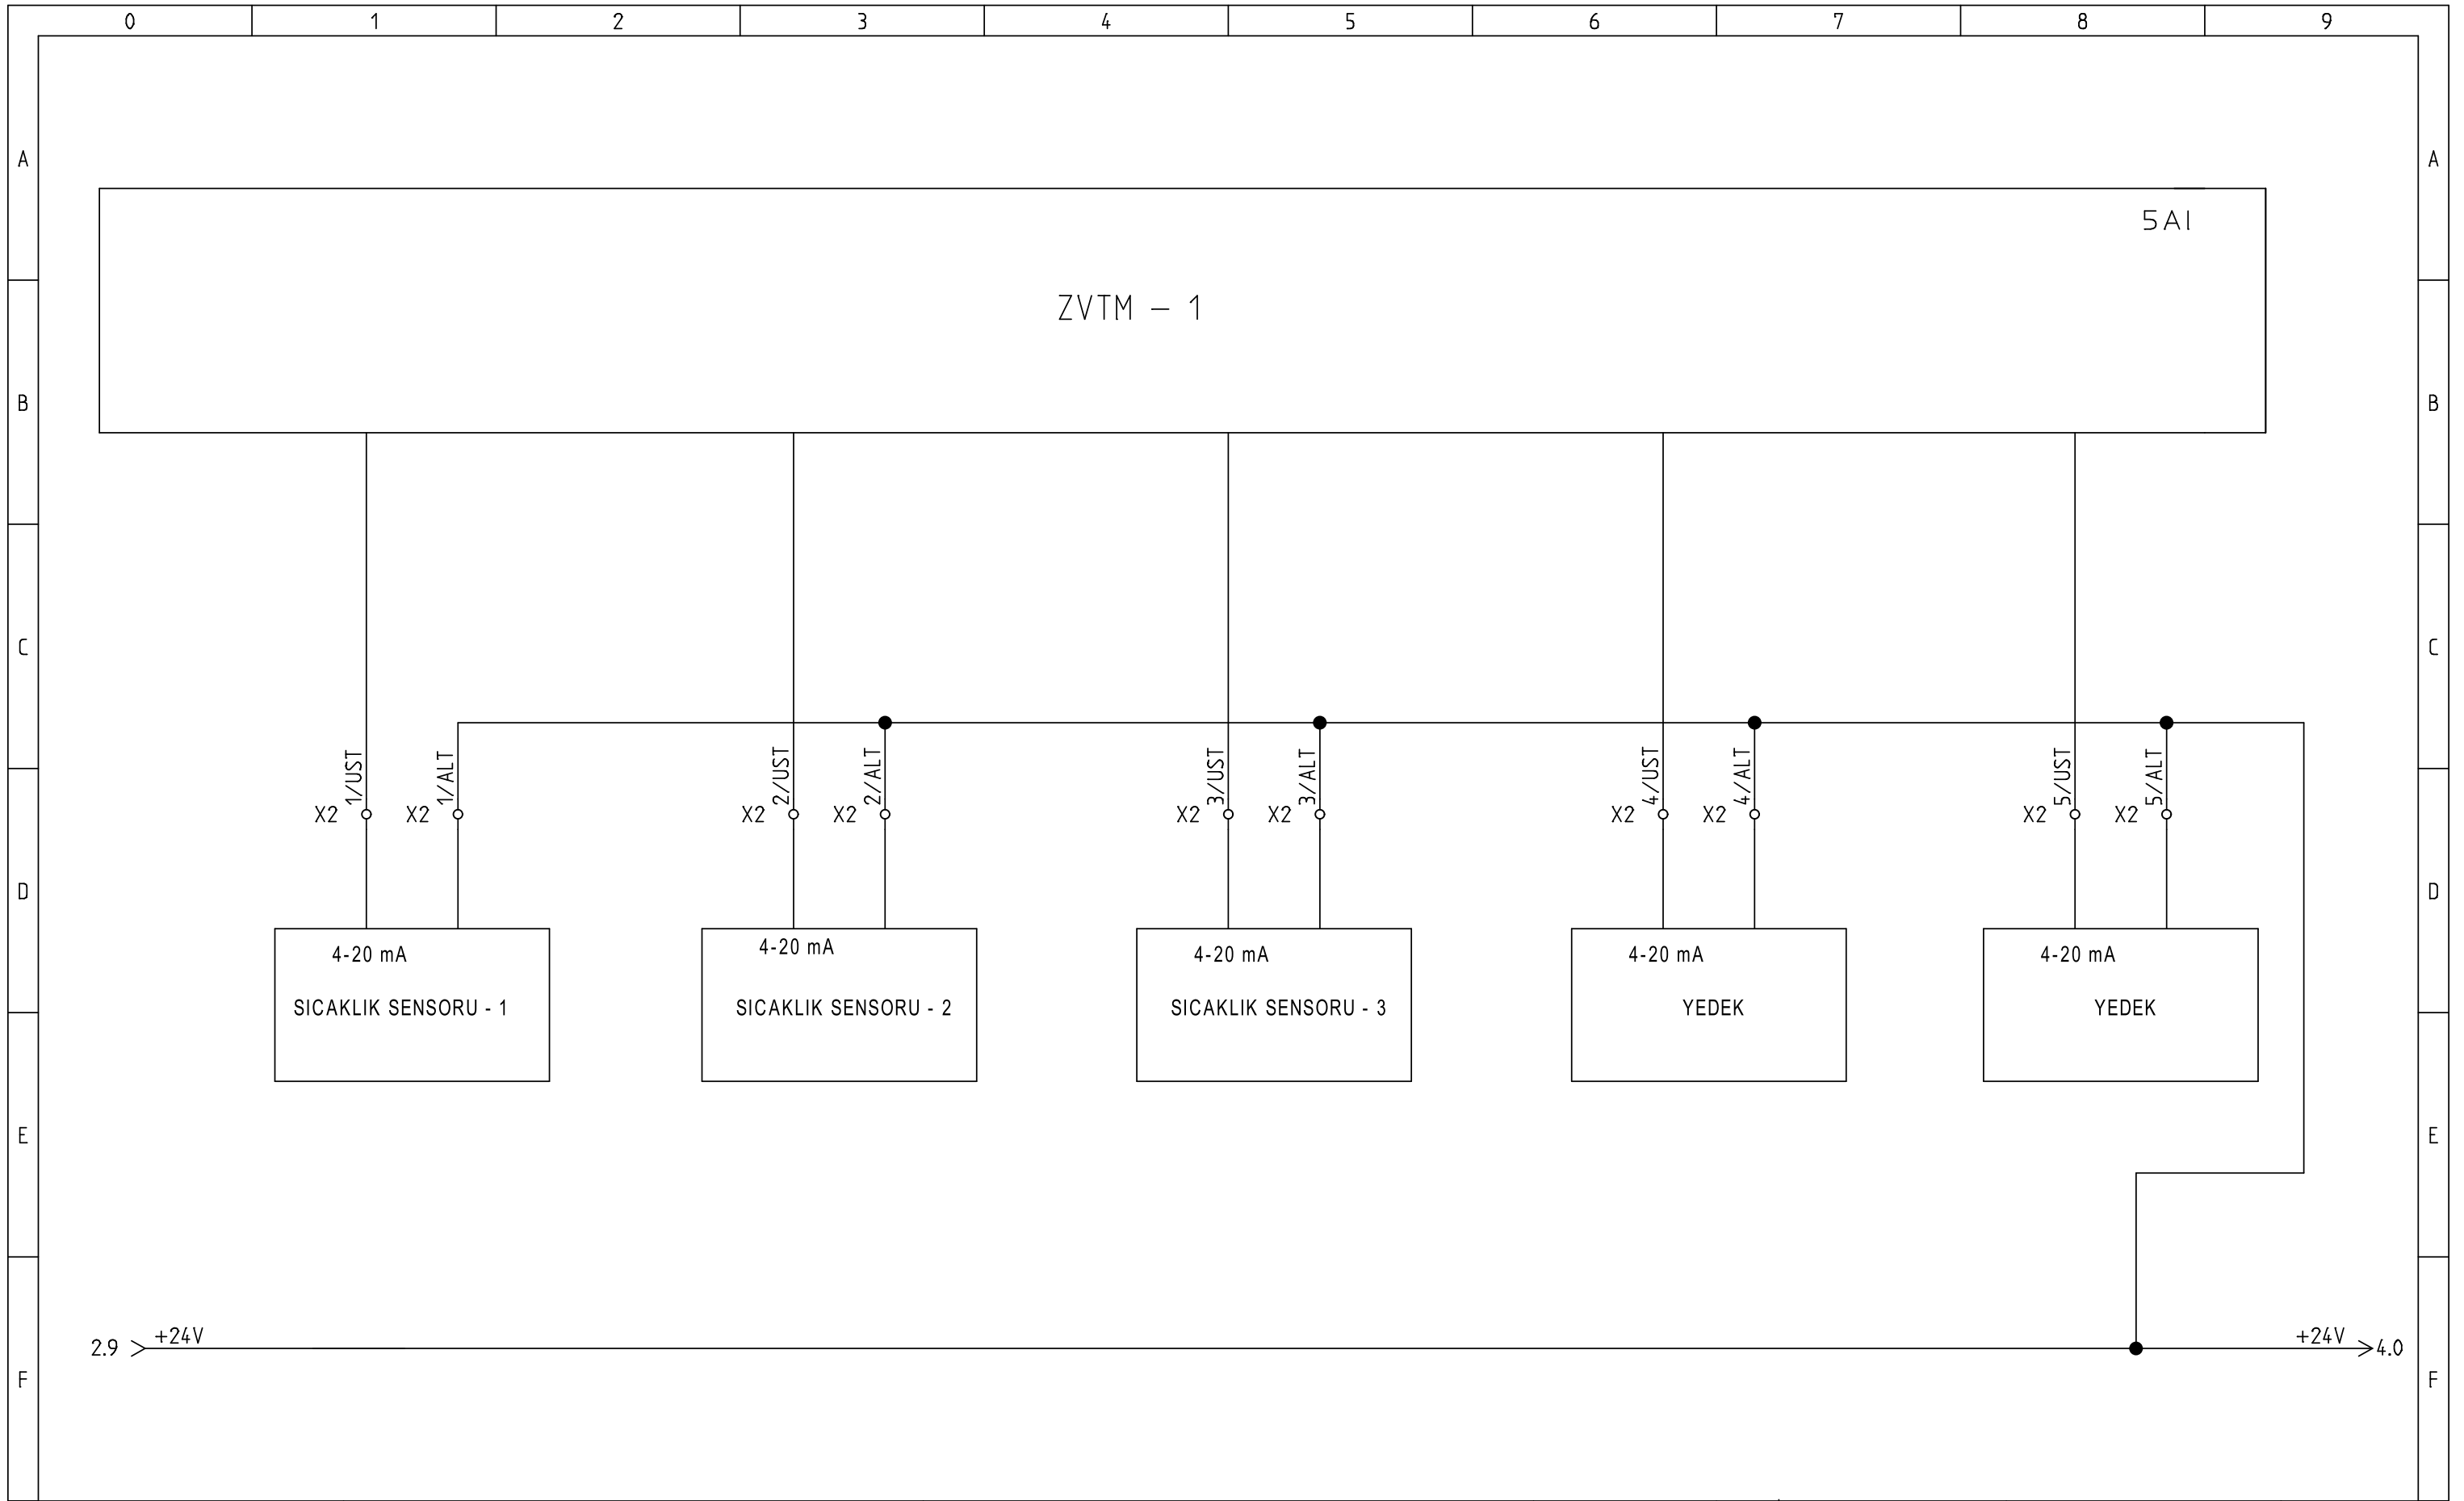 0 1 2 3 4 5 6 7 8 9
A A
5AI
ZVTM - 1
B B
C C
1/UST 1/ALT 2/UST 2/ALT 3/UST 3/ALT 4/UST 4/ALT 5/UST 5/ALT
X2 X2 X2 X2 X2 X2 X2 X2 X2 X2
D D
4-20 mA 4-20 mA 4-20 mA 4-20 mA 4-20 mA
SICAKLIK SENSORU - 1 SICAKLIK SENSORU - 2 SICAKLIK SENSORU - 3 YEDEK YEDEK
E E
+24V +24V
2.9 4.0
F F